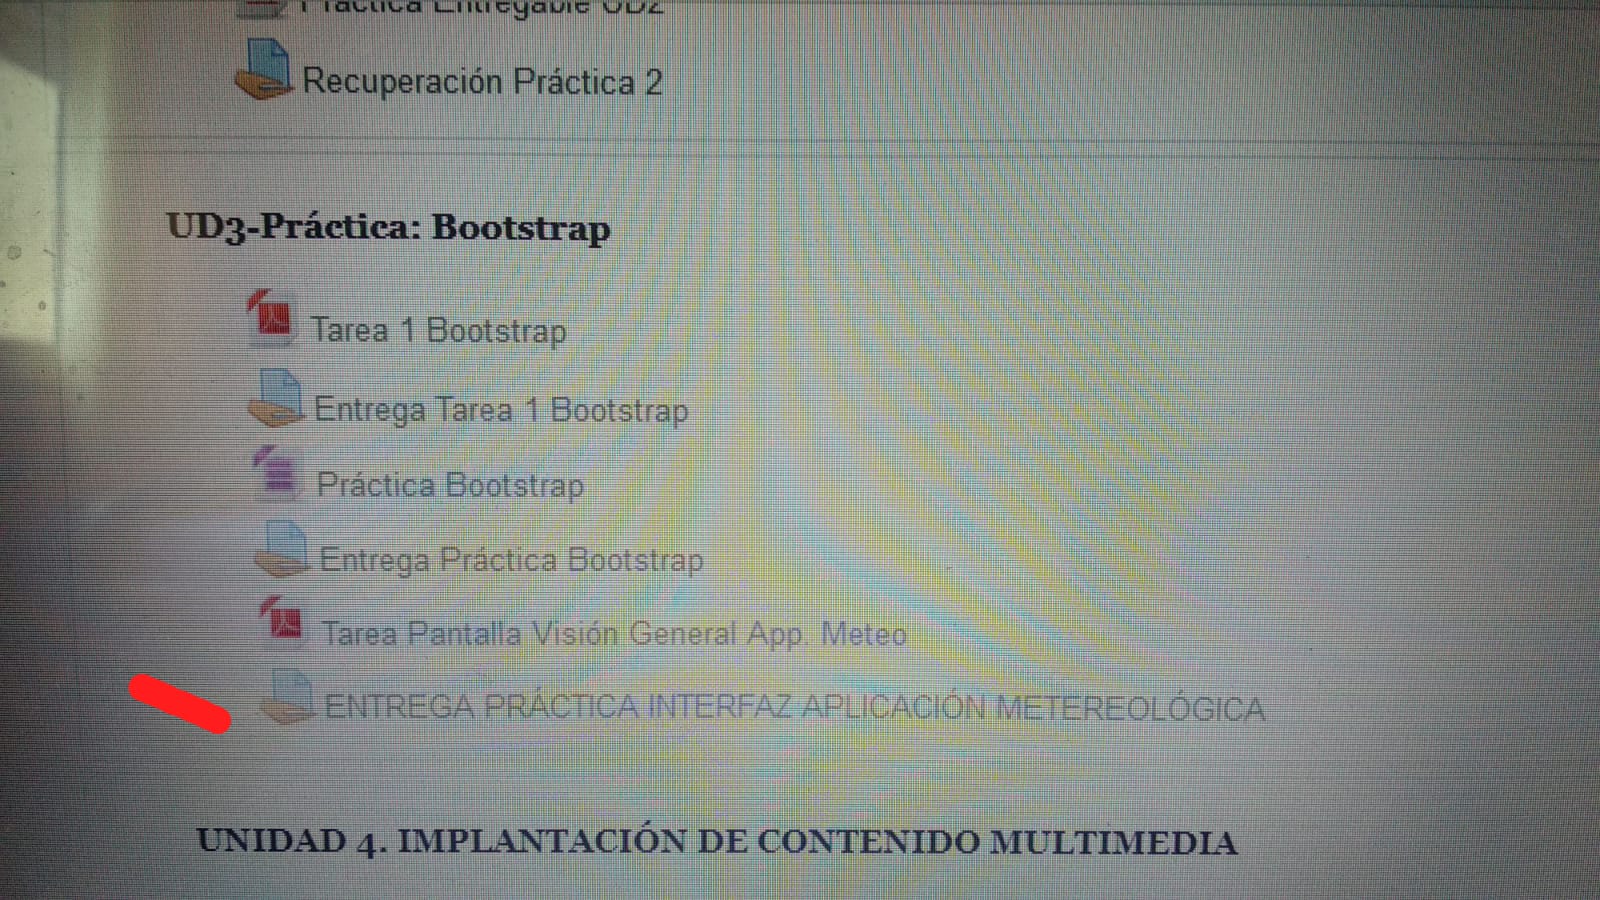 Práctica Entregable UD2
Recuperación Práctica 2
UD3-Práctica: Bootstrap
Tarea 1 Bootstrap
Entrega Tarea 1 Bootstrap
Práctica Bootstrap
Entrega Práctica Bootstrap
Tarea Pantalla Visión General App. Meteo
ENTREGA PRÁCTICA INTERFAZ APLICACIÓN METEREOLÓGICA
UNIDAD 4. IMPLANTACIÓN DE CONTENIDO MULTIMEDIA